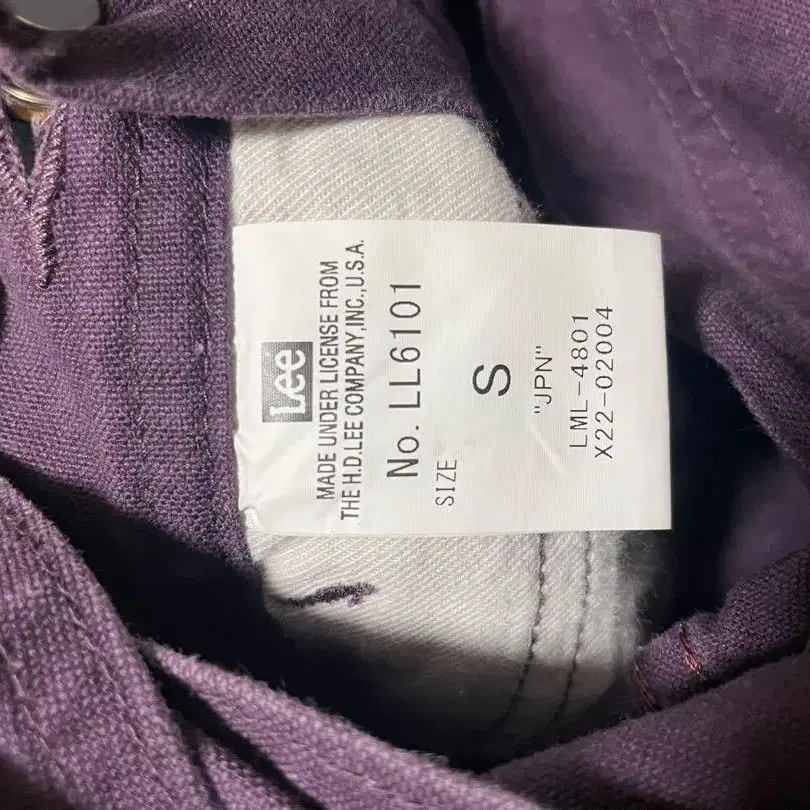 Lee
MADE UNDER LICENSE FROM
THE H.D.LEE COMPANY,INC.,U.S.A.
No. LL6101
SIZE
S
"JPN"
LML-4801
X22-02004